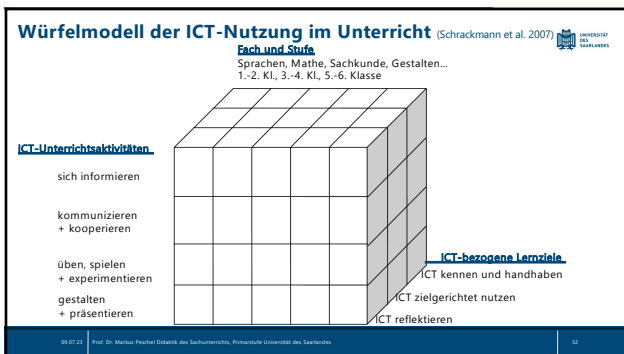 Würfelmodell der ICT-Nutzung im Unterricht (Schrackmann et al. 2007)
UNIVERSITÄT
DES
SAARLANDES
Fach und Stufe
Sprachen, Mathe, Sachkunde, Gestalten...
1.-2. Kl., 3.-4. Kl., 5.-6. Klasse
ICT-Unterrichtsaktivitäten
sich informieren
kommunizieren
+ kooperieren
üben, spielen
+ experimentieren
gestalten
+ präsentieren
ICT-bezogene Lernziele
ICT kennen und handhaben
ICT zielgerichtet nutzen
ICT reflektieren
09.07.23 Prof. Dr. Markus Peschel Didaktik des Sachunterrichts, Primarstufe Universität des Saarlandes 32